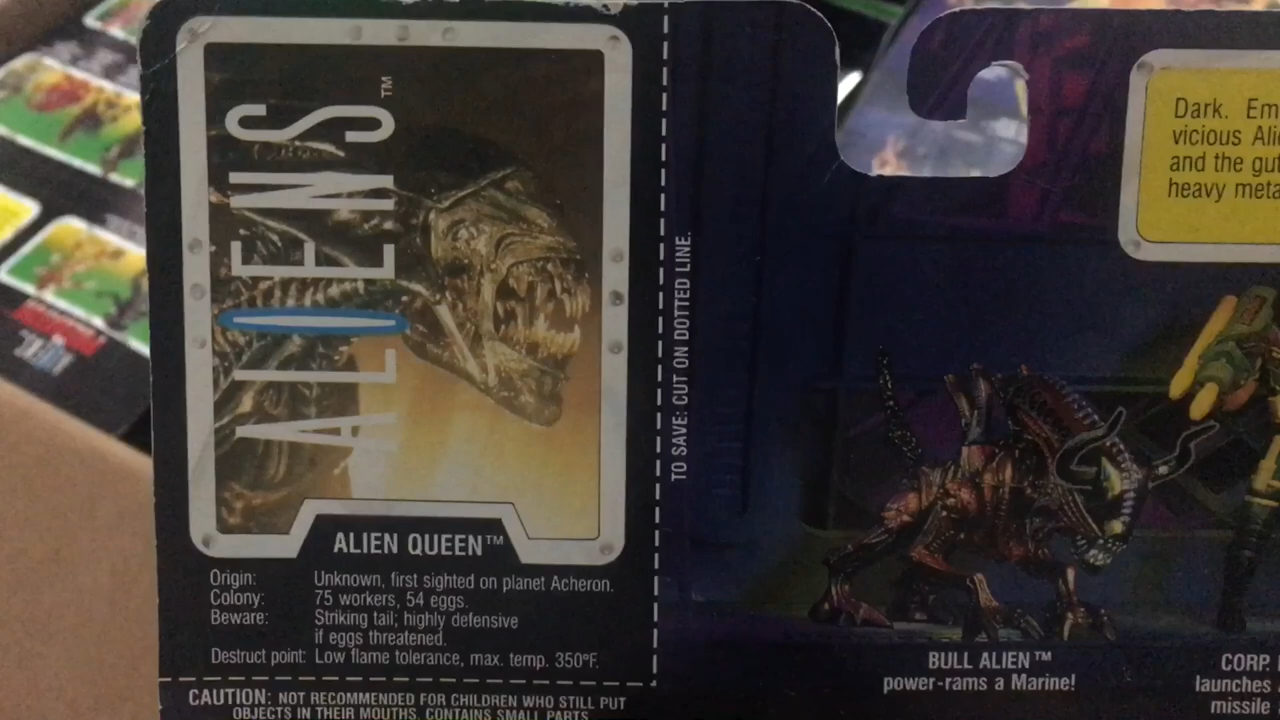 ALIENS™
ALIEN QUEEN™
Origin: Unknown, first sighted on planet Acheron.
Colony: 75 workers, 54 eggs.
Beware: Striking tail; highly defensive
if eggs threatened.
Destruct point: Low flame tolerance, max. temp. 350°F.
CAUTION: NOT RECOMMENDED FOR CHILDREN WHO STILL PUT
OBJECTS IN THEIR MOUTHS. CONTAINS SMALL PARTS
TO SAVE: CUT ON DOTTED LINE.
Dark. Em
vicious Ali
and the gut
heavy meta
BULL ALIEN™
power-rams a Marine!
CORP.
launches
missile